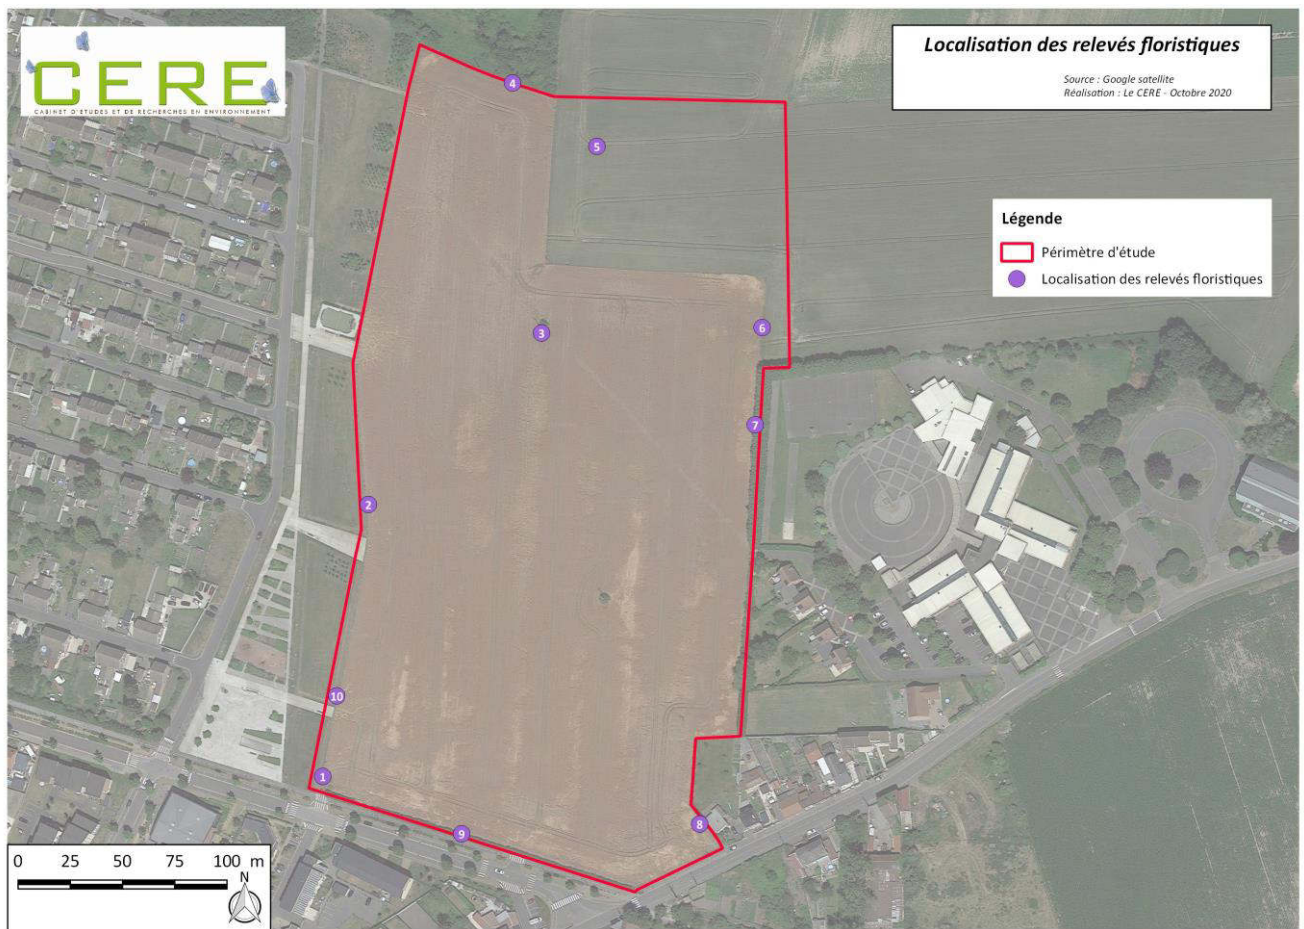 CERE
CABINET D'ETUDES ET DE RECHERCHES EN ENVIRONNEMENT
Localisation des relevés floristiques
Source : Google satellite
Réalisation : Le CERE - Octobre 2020
Légende
Périmètre d'étude
Localisation des relevés floristiques
4
5
3
6
7
2
10
1
9
8
0 25 50 75 100 m
N